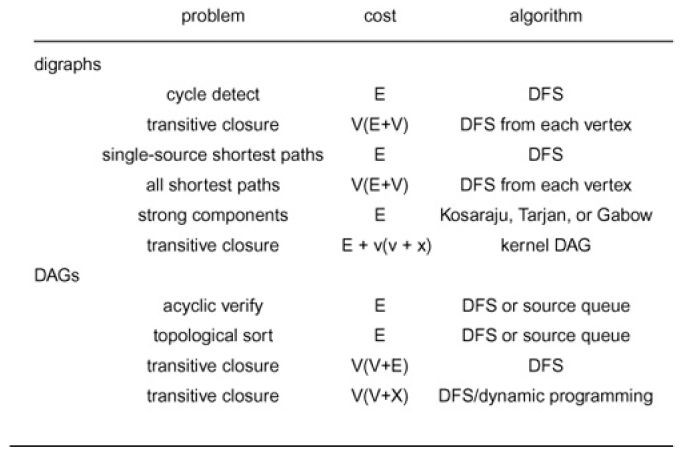 problem cost algorithm
digraphs
cycle detect E DFS
transitive closure V(E+V) DFS from each vertex
single-source shortest paths E DFS
all shortest paths V(E+V) DFS from each vertex
strong components E Kosaraju, Tarjan, or Gabow
transitive closure E + v(v + x) kernel DAG
DAGs
acyclic verify E DFS or source queue
topological sort E DFS or source queue
transitive closure V(V+E) DFS
transitive closure V(V+X) DFS/dynamic programming